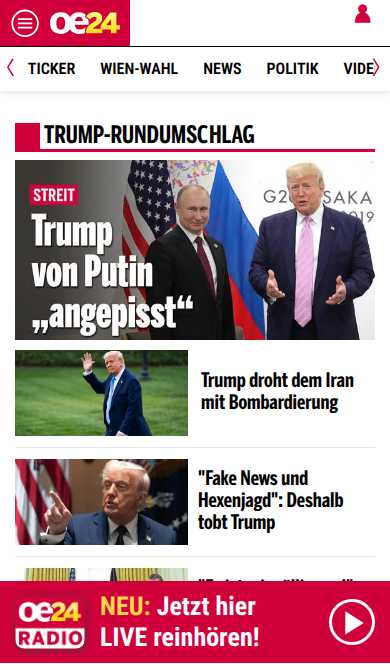 oe24
TICKER WIEN-WAHL NEWS POLITIK VIDE
TRUMP-RUNDUMSCHLAG
STREIT
Trump
von Putin
„angepisst“
G20 OSAKA
2019
Trump droht dem Iran
mit Bombardierung
"Fake News und
Hexenjagd": Deshalb
tobt Trump
oe24
RADIO
NEU: Jetzt hier
LIVE reinhören!